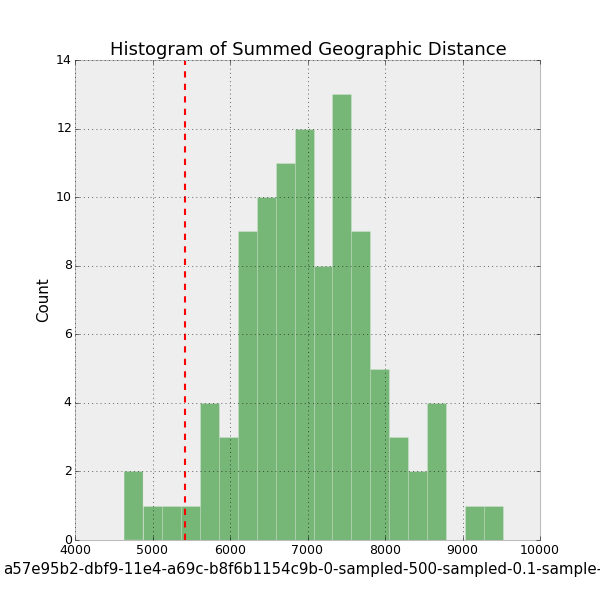 Histogram of Summed Geographic Distance
14
12
10
8
6
4
2
0
Count
4000 5000 6000 7000 8000 9000 10000
a57e95b2-dbf9-11e4-a69c-b8f6b1154c9b-0-sampled-500-sampled-0.1-sample-